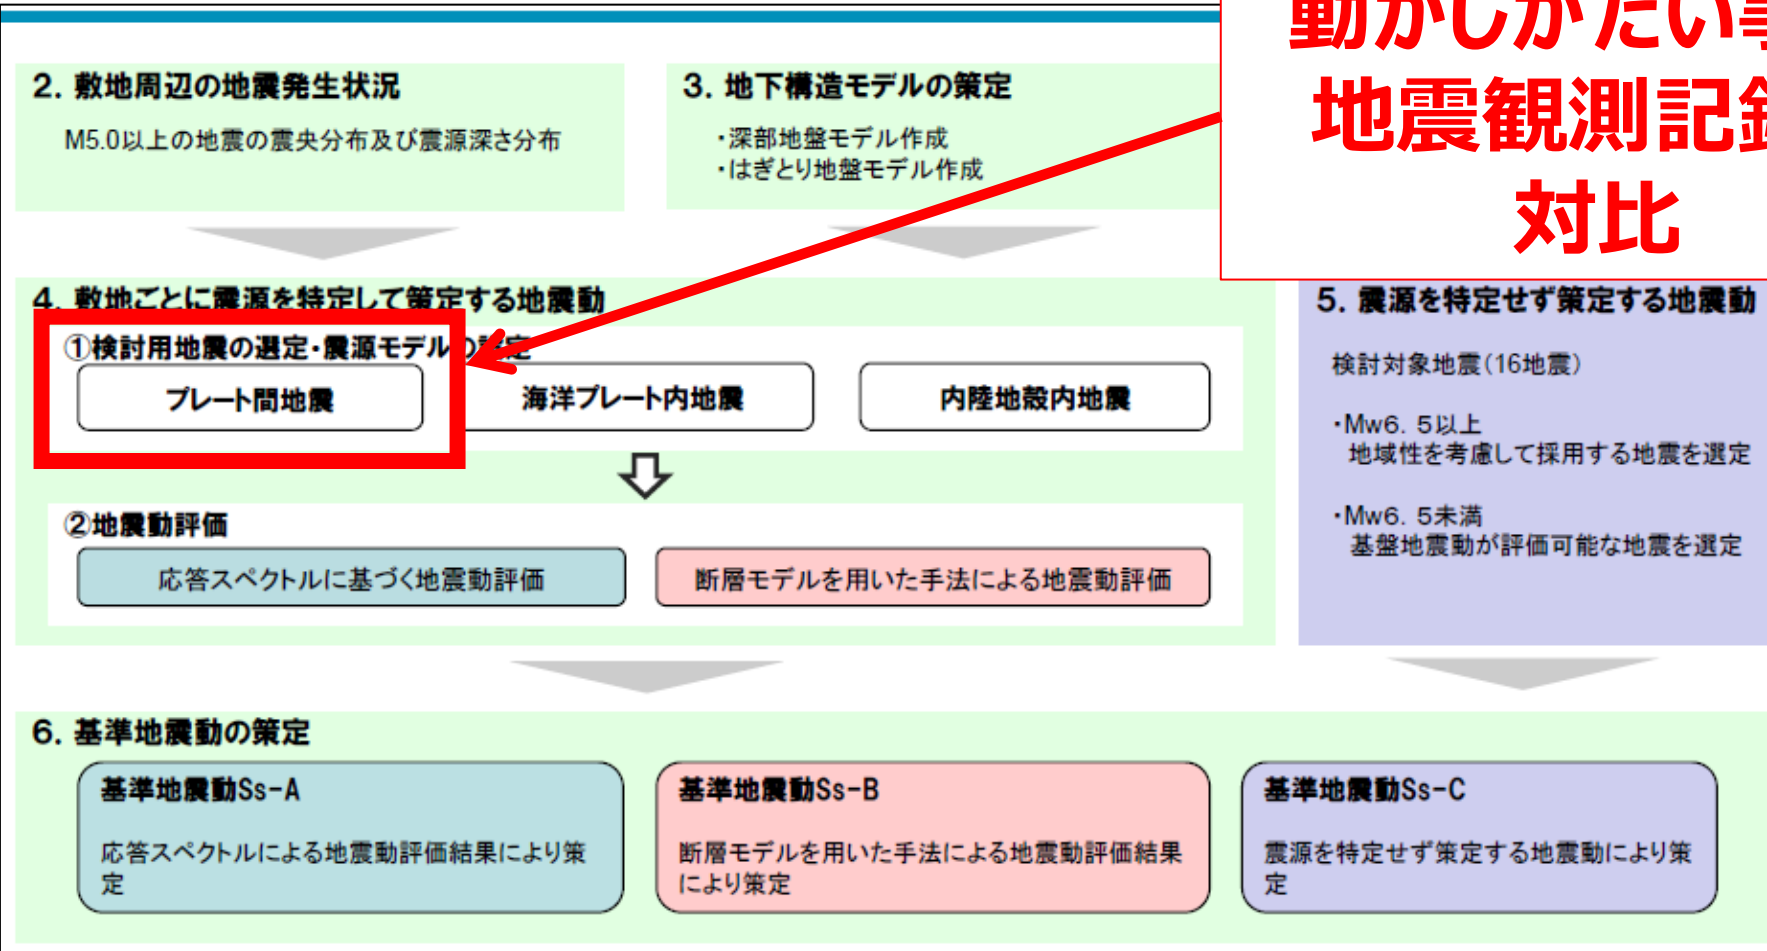 動かしがたい
地震観測記
対比
2. 敷地周辺の地震発生状況
M5.0以上の地震の震央分布及び震源深さ分布
3. 地下構造モデルの策定
・深部地盤モデル作成
・はぎとり地盤モデル作成
4. 敷地ごとに震源を特定して策定する地震動
①検討用地震の選定・震源モデルの設定
プレート間地震
海洋プレート内地震
内陸地殻内地震
②地震動評価
応答スペクトルに基づく地震動評価
断層モデルを用いた手法による地震動評価
5. 震源を特定せず策定する地震動
検討対象地震(16地震)
・Mw6. 5以上
地域性を考慮して採用する地震を選定
・Mw6. 5未満
基盤地震動が評価可能な地震を選定
6. 基準地震動の策定
基準地震動Ss-A
応答スペクトルによる地震動評価結果により策
定
基準地震動Ss-B
断層モデルを用いた手法による地震動評価結果
により策定
基準地震動Ss-C
震源を特定せず策定する地震動により策
定